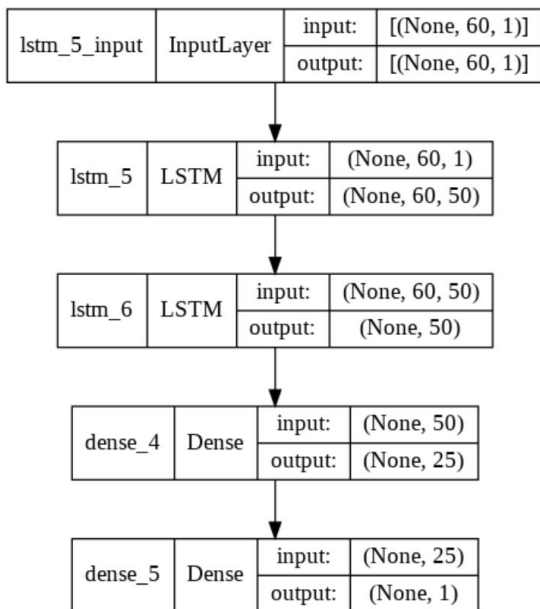 lstm_5_input InputLayer input: [(None, 60, 1)]
output: [(None, 60, 1)]
lstm_5 LSTM input: (None, 60, 1)
output: (None, 60, 50)
lstm_6 LSTM input: (None, 60, 50)
output: (None, 50)
dense_4 Dense input: (None, 50)
output: (None, 25)
dense_5 Dense input: (None, 25)
output: (None, 1)